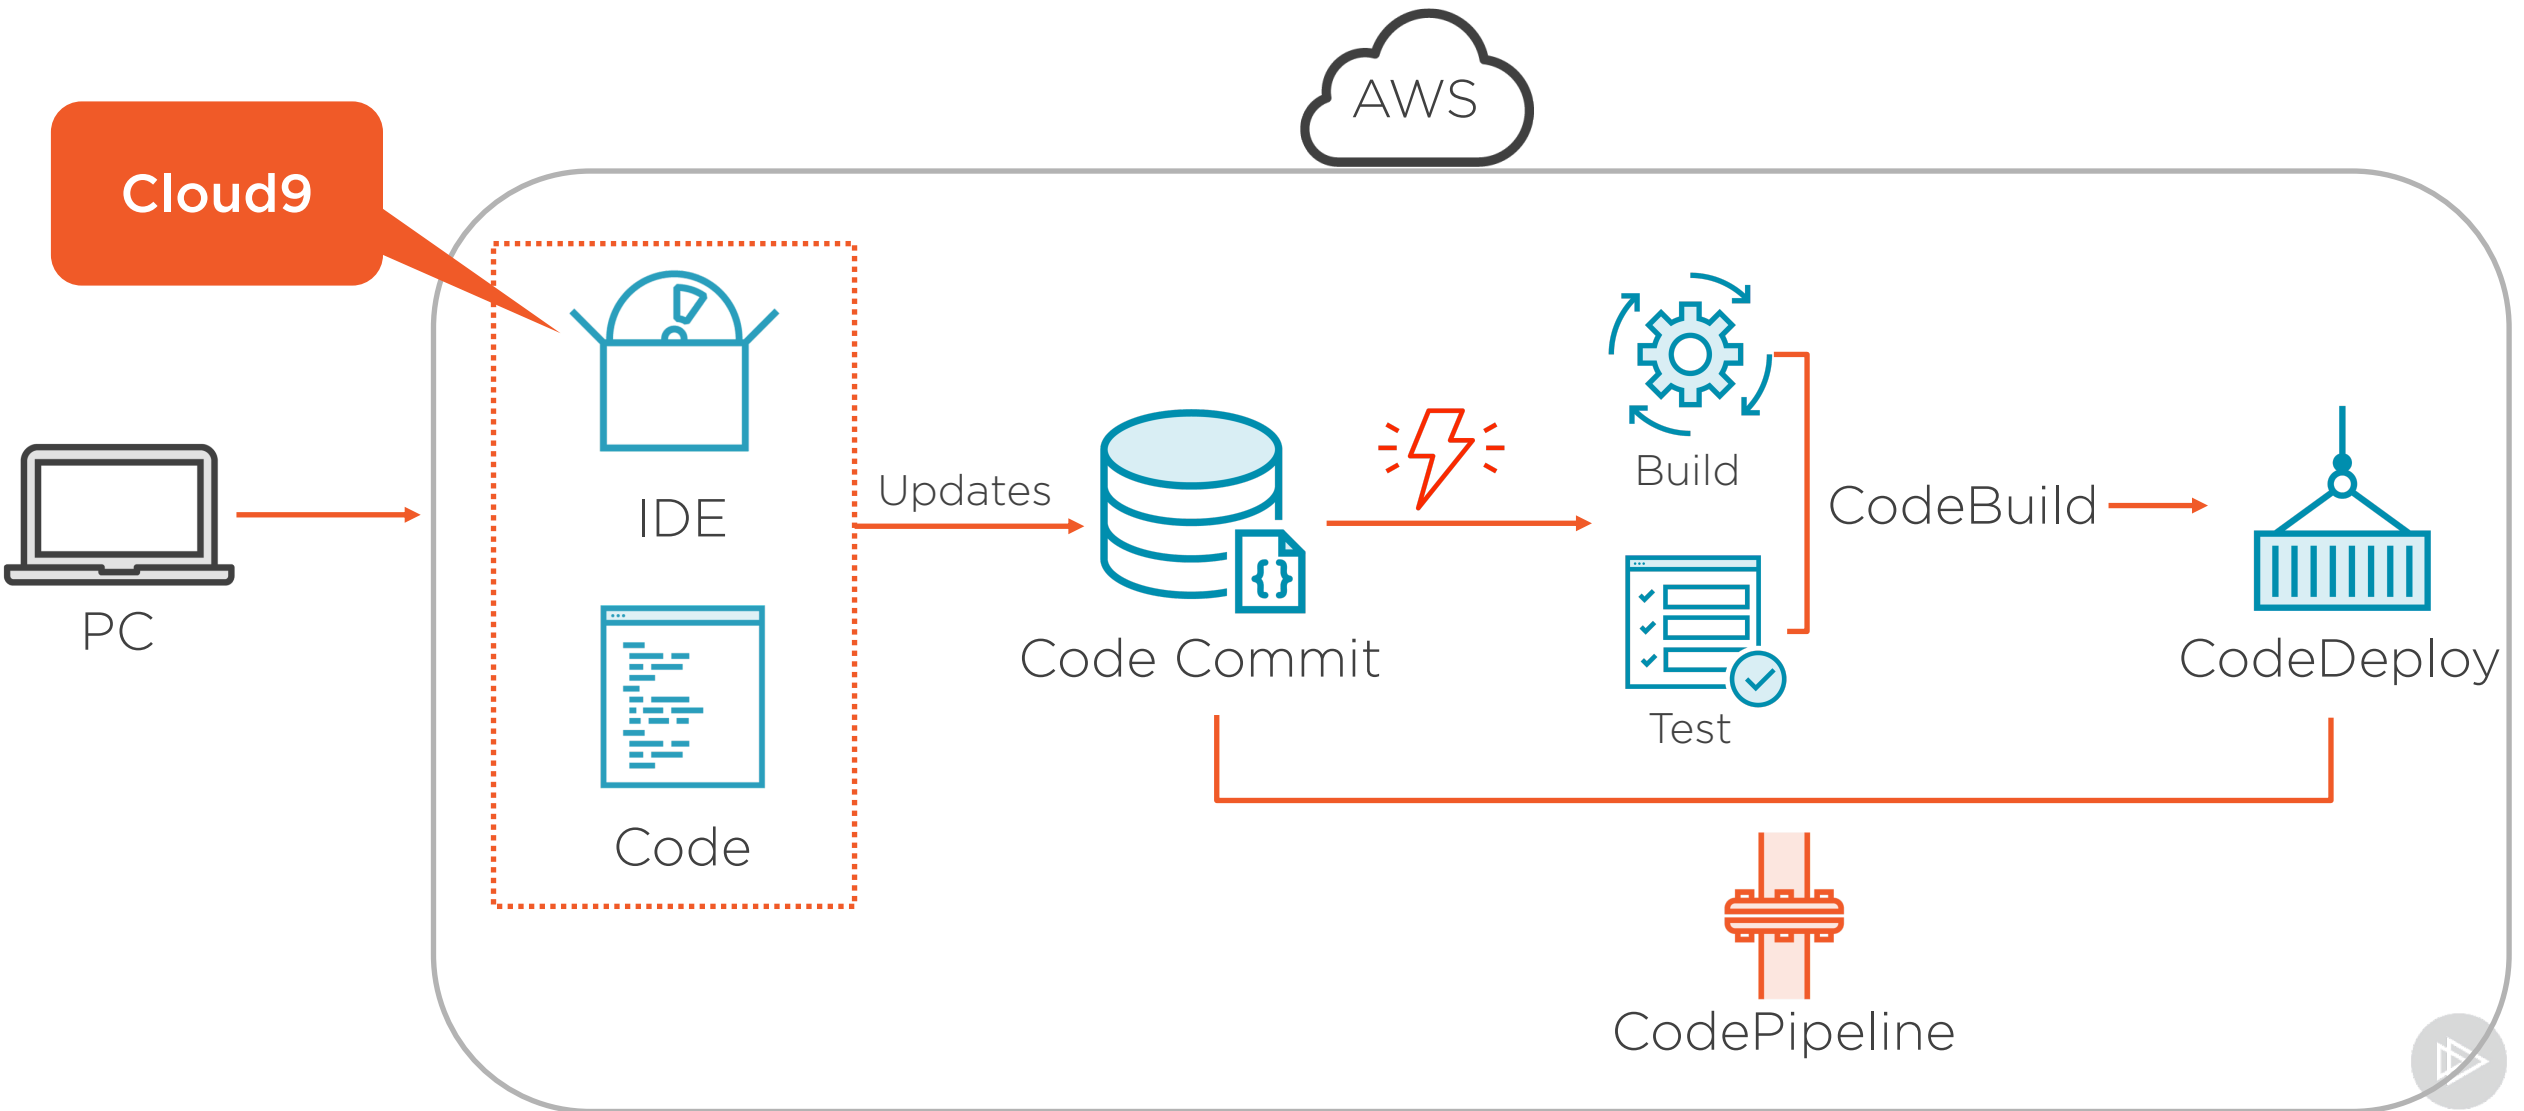 AWS
Cloud9
IDE
Updates
Build
CodeBuild
PC
Code Commit
CodeDeploy
Test
Code
CodePipeline